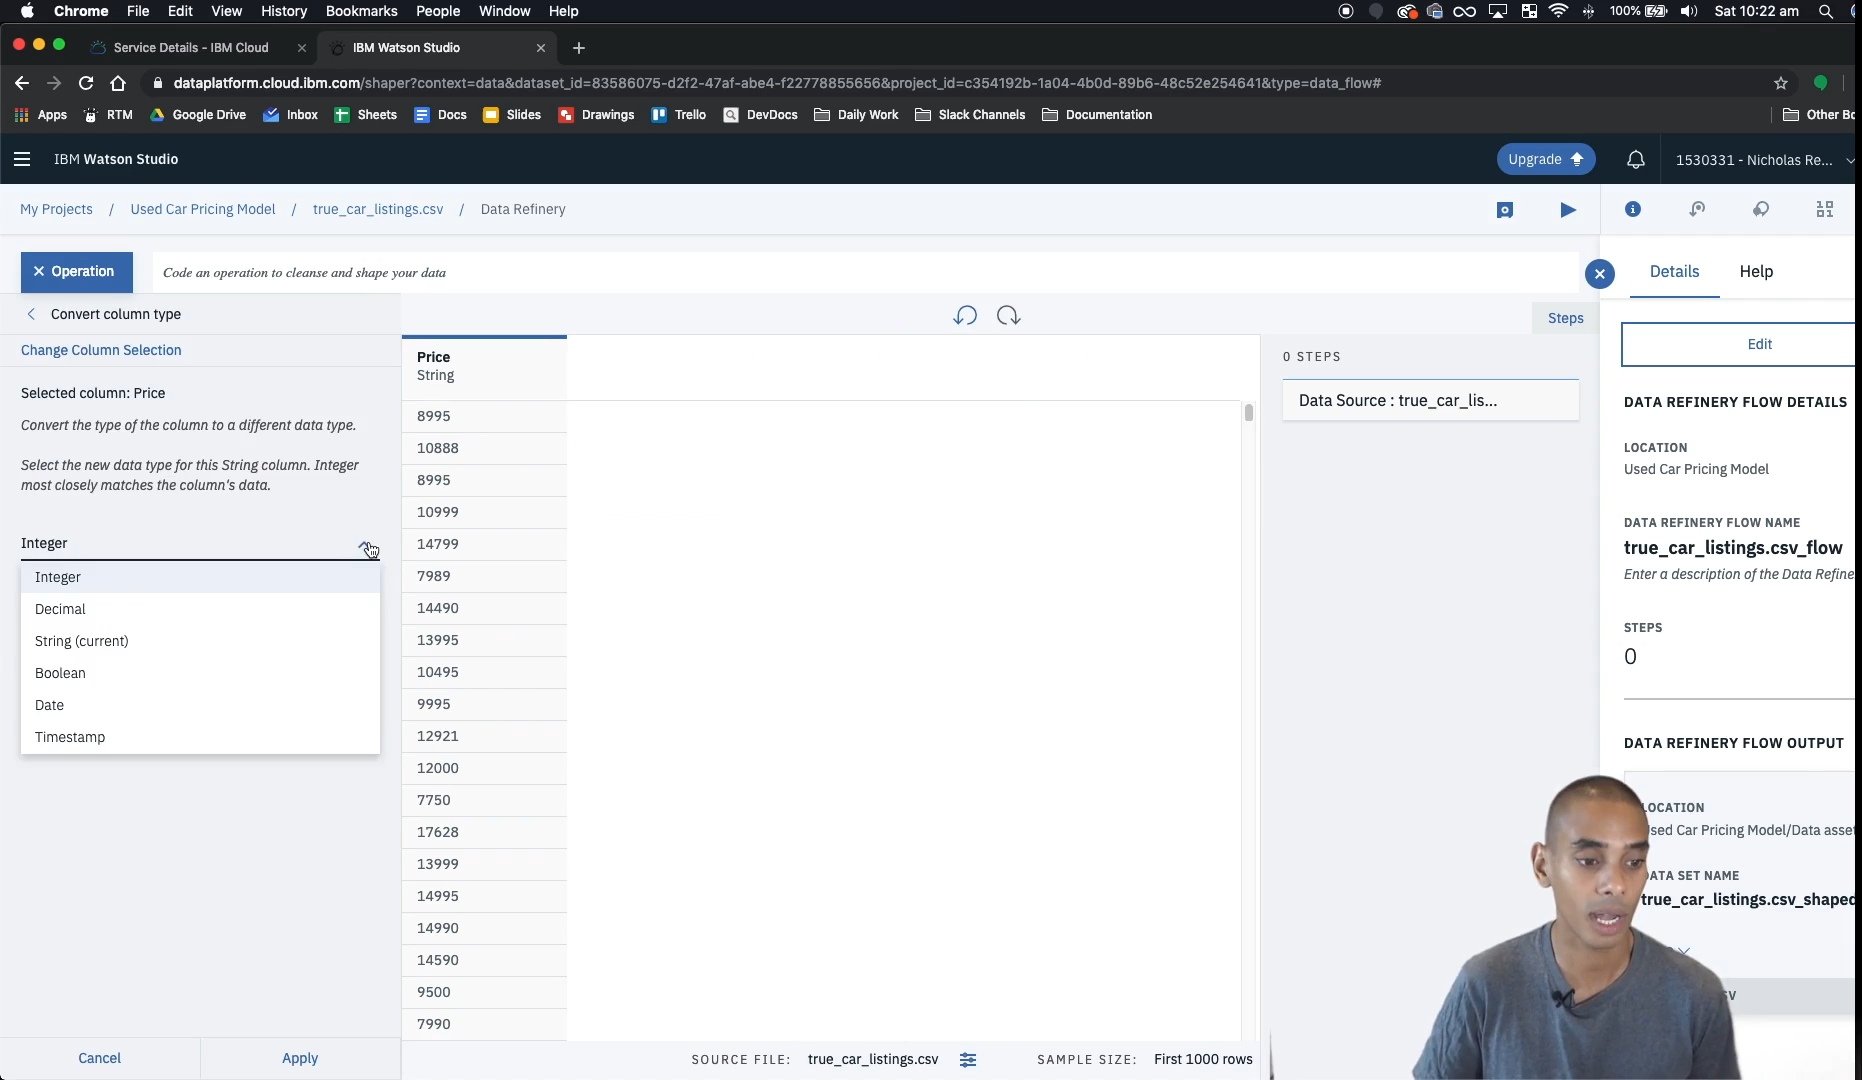 Chrome File Edit View History Bookmarks People Window Help 100% Sat 10:22 am
Service Details - IBM Cloud
IBM Watson Studio
dataplatform.cloud.ibm.com/shaper?context=data&dataset_id=83586075-d2f2-47af-abe4-f22778855656&project_id=c354192b-1a04-4b0d-89b6-48c52e254641&type=data_flow#
Apps RTM Google Drive Inbox Sheets Docs Slides Drawings Trello DevDocs Daily Work Slack Channels Documentation Other Bo
IBM Watson Studio
Upgrade
1530331 - Nicholas Re...
My Projects / Used Car Pricing Model / true_car_listings.csv / Data Refinery
Operation
Code an operation to cleanse and shape your data
Details
Help
Convert column type
Steps
Change Column Selection
Edit
Selected column: Price
Convert the type of the column to a different data type.
Select the new data type for this String column. Integer
most closely matches the column's data.
Integer
Integer
Decimal
String (current)
Boolean
Date
Timestamp
Cancel
Apply
Price
String
8995
10888
8995
10999
14799
7989
14490
13995
10495
9995
12921
12000
7750
17628
13999
14995
14990
14590
9500
7990
SOURCE FILE: true_car_listings.csv
SAMPLE SIZE: First 1000 rows
0 STEPS
Data Source : true_car_lis...
DATA REFINERY FLOW DETAILS
LOCATION
Used Car Pricing Model
DATA REFINERY FLOW NAME
true_car_listings.csv_flow
Enter a description of the Data Refine
STEPS
0
DATA REFINERY FLOW OUTPUT
LOCATION
Used Car Pricing Model/Data asset
DATA SET NAME
true_car_listings.csv_shaped